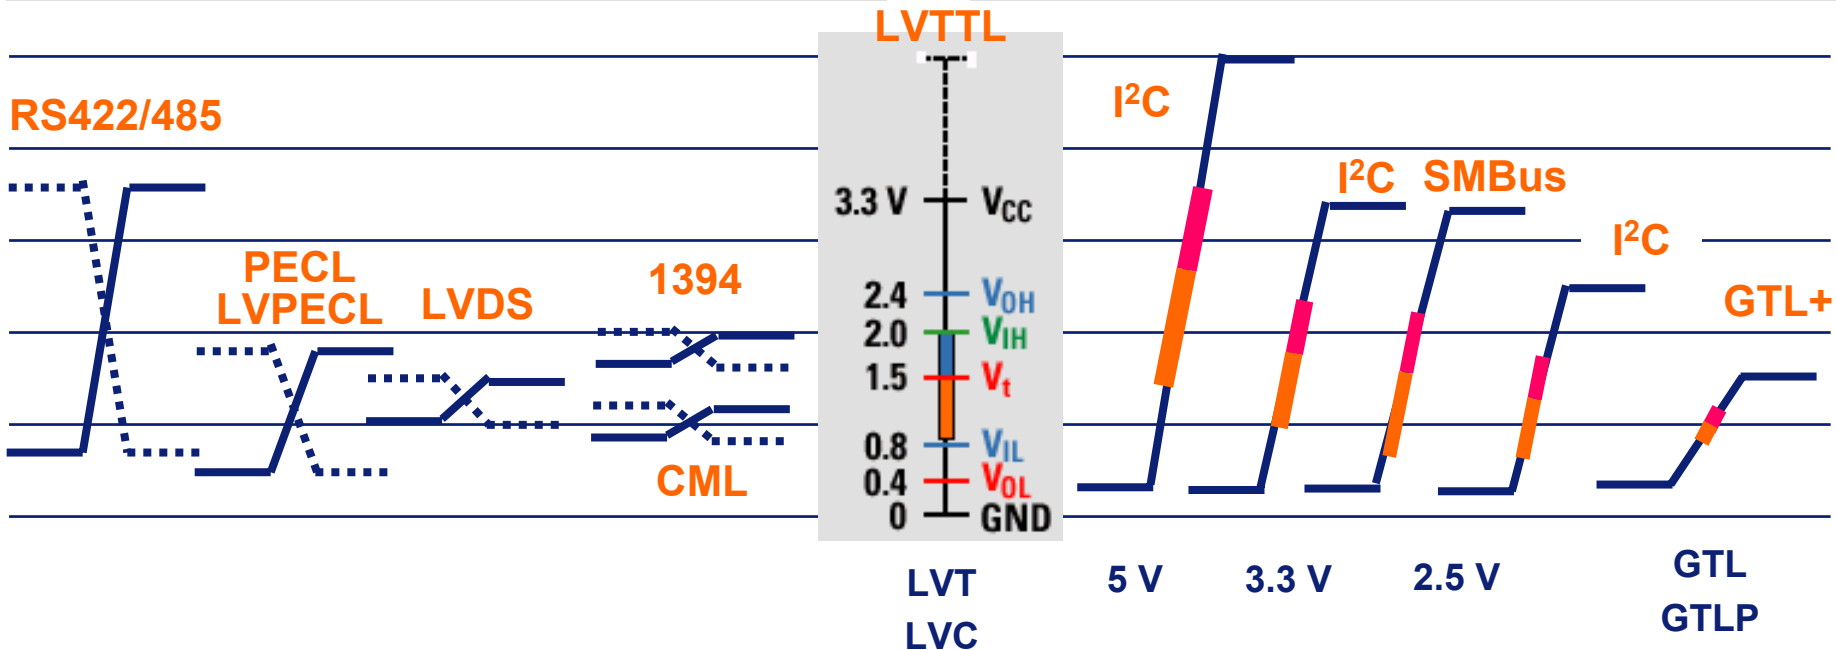 LVTTL
RS422/485
I²C
I²C
SMBus
3.3 V VCC
I²C
PECL
LVPECL
LVDS
1394
GTL+
2.4 VOH
2.0 VIH
1.5 Vt
0.8 VIL
0.4 VOL
0 GND
CML
LVT
LVC
5 V
3.3 V
2.5 V
GTL
GTLP